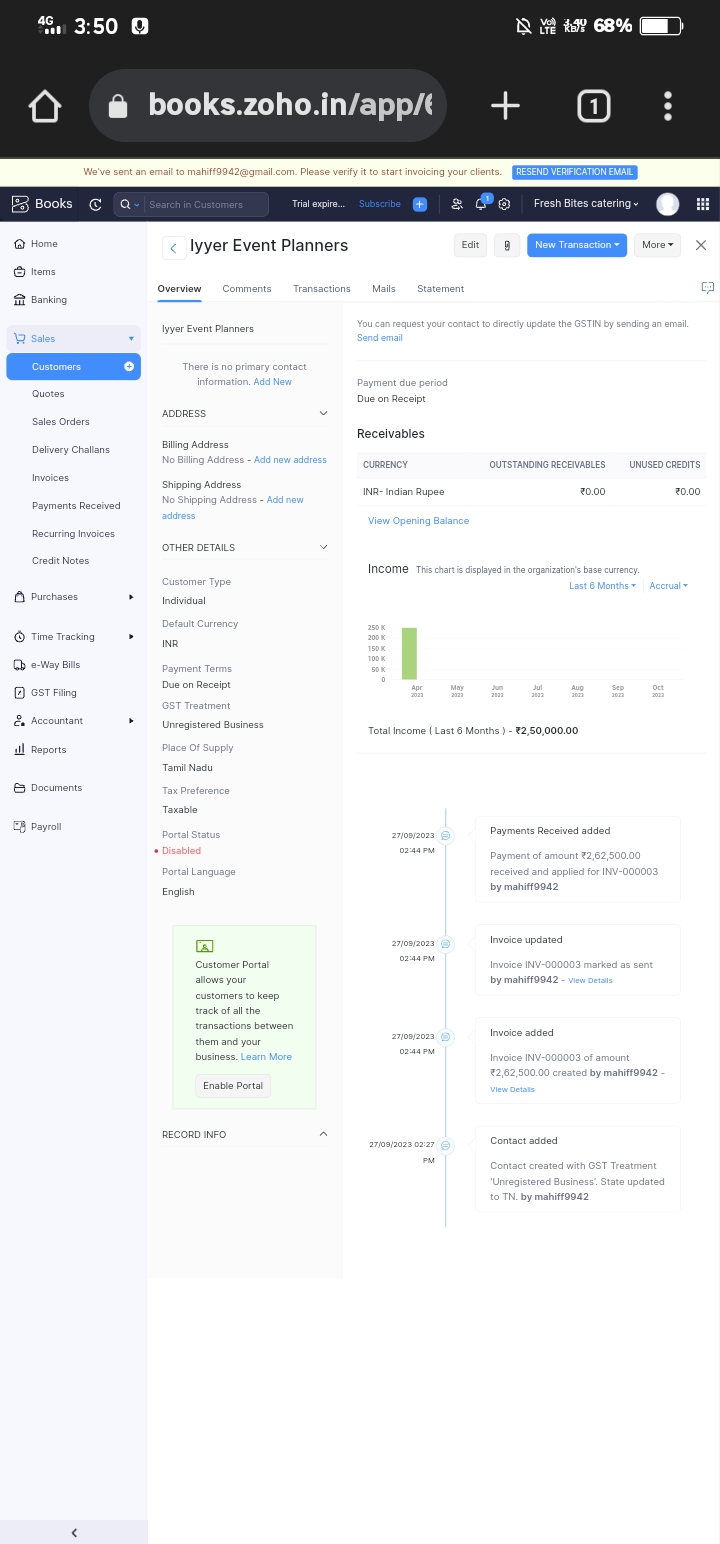 4G 3:50 VoD LTE 3.40 KB/s 68%
books.zoho.in/app/ 1
We've sent an email to mahiff9942@gmail.com. Please verify it to start invoicing your clients. RESEND VERIFICATION EMAIL
Books Search in Customers Trial expire... Subscribe 1 Fresh Bites catering
Home
Items
Banking
Sales
Customers
Quotes
Sales Orders
Delivery Challans
Invoices
Payments Received
Recurring Invoices
Credit Notes
Purchases
Time Tracking
e-Way Bills
GST Filing
Accountant
Reports
Documents
Payroll
Iyyer Event Planners Edit New Transaction More
Overview Comments Transactions Mails Statement
Iyyer Event Planners
There is no primary contact
information. Add New
ADDRESS
Billing Address
No Billing Address - Add new address
Shipping Address
No Shipping Address - Add new
address
OTHER DETAILS
Customer Type
Individual
Default Currency
INR
Payment Terms
Due on Receipt
GST Treatment
Unregistered Business
Place Of Supply
Tamil Nadu
Tax Preference
Taxable
Portal Status
• Disabled
Portal Language
English
Customer Portal
allows your
customers to keep
track of all the
transactions between
them and your
business. Learn More
Enable Portal
RECORD INFO
You can request your contact to directly update the GSTIN by sending an email.
Send email
Payment due period
Due on Receipt
Receivables
CURRENCY OUTSTANDING RECEIVABLES UNUSED CREDITS
INR- Indian Rupee ₹0.00 ₹0.00
View Opening Balance
Income This chart is displayed in the organization's base currency.
Last 6 Months Accrual
250 K
200 K
150 K
100 K
50 K
0
Apr May Jun Jul Aug Sep Oct
2023 2023 2023 2023 2023 2023 2023
Total Income ( Last 6 Months ) - ₹2,50,000.00
27/09/2023
02:44 PM
Payments Received added
Payment of amount ₹2,62,500.00
received and applied for INV-000003
by mahiff9942
27/09/2023
02:44 PM
Invoice updated
Invoice INV-000003 marked as sent
by mahiff9942 - View Details
27/09/2023
02:44 PM
Invoice added
Invoice INV-000003 of amount
₹2,62,500.00 created by mahiff9942 -
View Details
27/09/2023 02:27
PM
Contact added
Contact created with GST Treatment
'Unregistered Business'. State updated
to TN. by mahiff9942